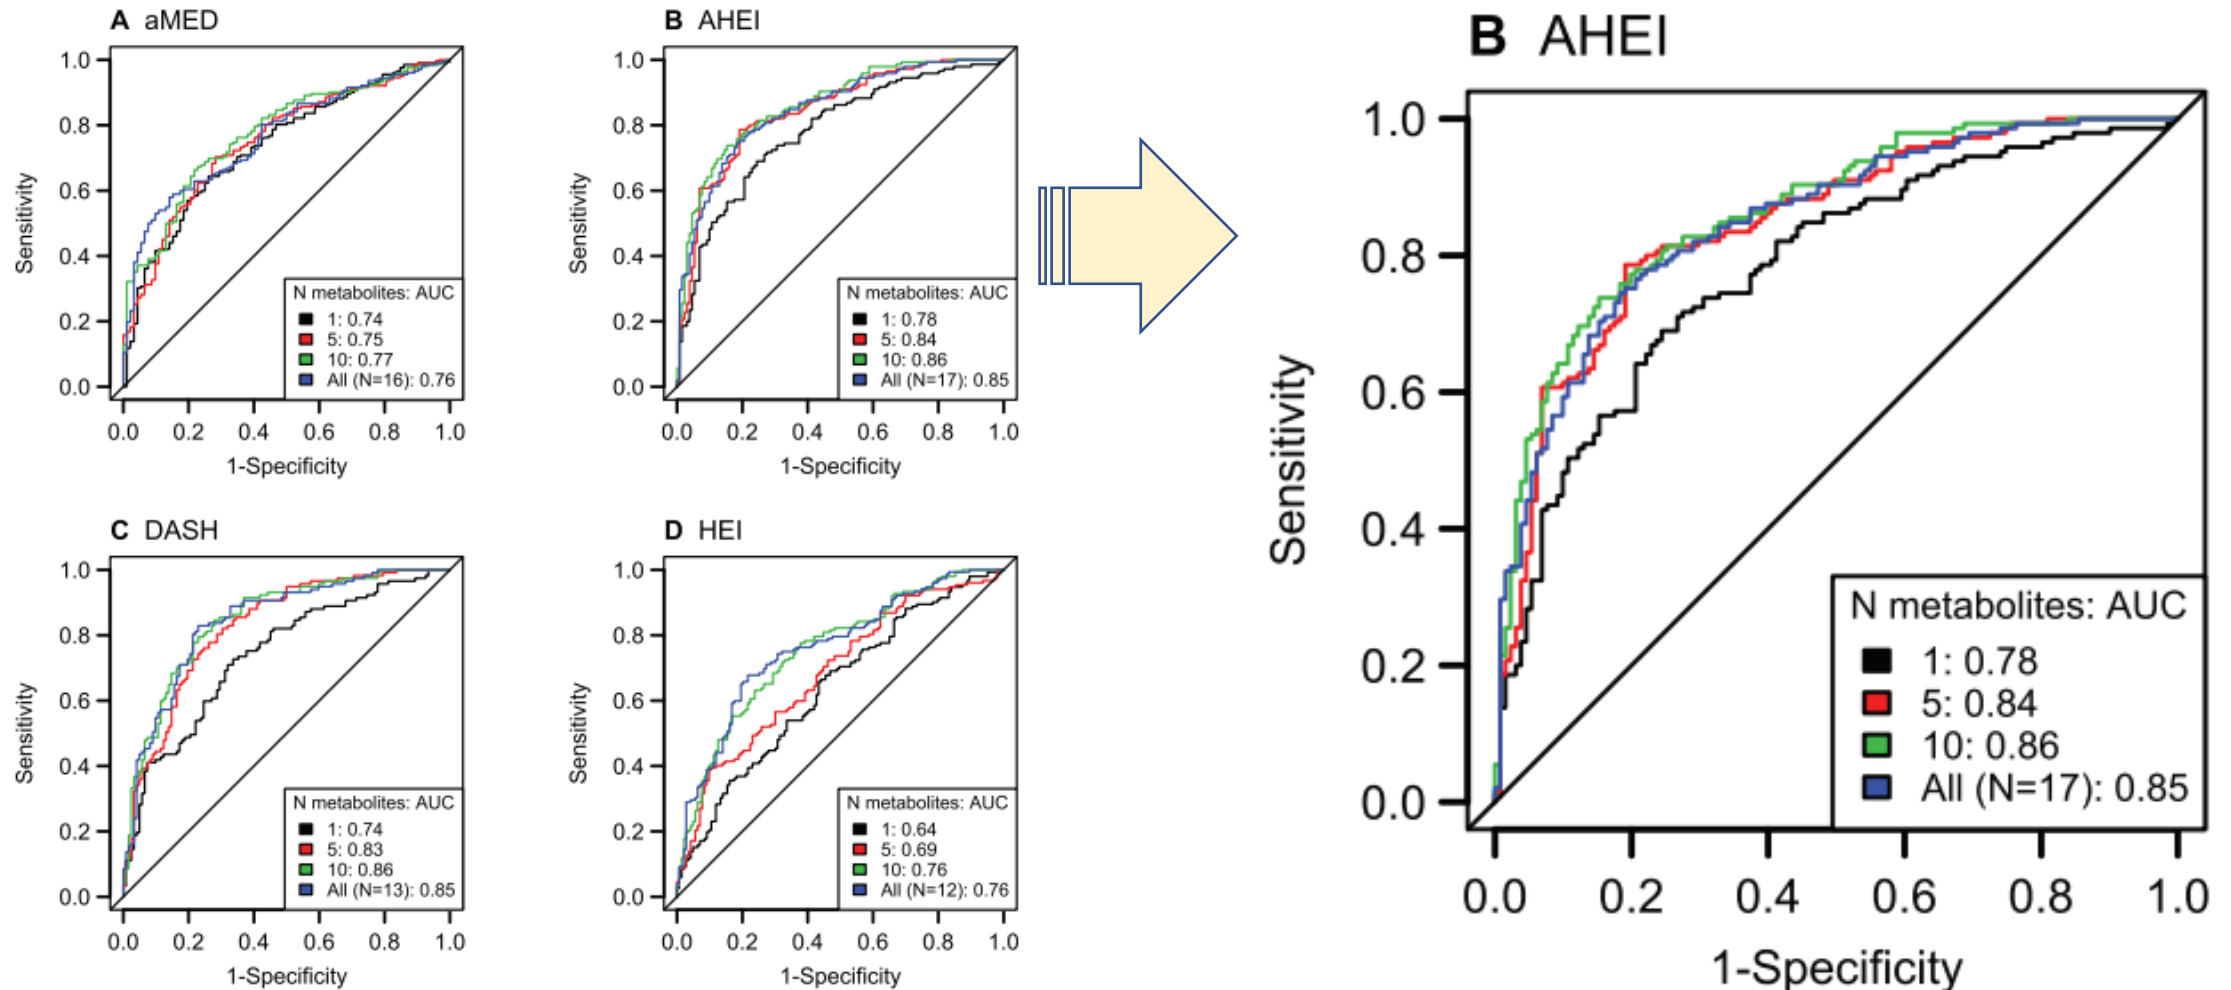 A aMED
1.0
0.8
0.6
0.4
0.2
0.0
Sensitivity
N metabolites: AUC
1: 0.74
5: 0.75
10: 0.77
All (N=16): 0.76
0.0 0.2 0.4 0.6 0.8 1.0
1-Specificity
B AHEI
1.0
0.8
0.6
0.4
0.2
0.0
Sensitivity
N metabolites: AUC
1: 0.78
5: 0.84
10: 0.86
All (N=17): 0.85
0.0 0.2 0.4 0.6 0.8 1.0
1-Specificity
C DASH
1.0
0.8
0.6
0.4
0.2
0.0
Sensitivity
N metabolites: AUC
1: 0.74
5: 0.83
10: 0.86
All (N=13): 0.85
0.0 0.2 0.4 0.6 0.8 1.0
1-Specificity
D HEI
1.0
0.8
0.6
0.4
0.2
0.0
Sensitivity
N metabolites: AUC
1: 0.64
5: 0.69
10: 0.76
All (N=12): 0.76
0.0 0.2 0.4 0.6 0.8 1.0
1-Specificity
B AHEI
1.0
0.8
0.6
0.4
0.2
0.0
Sensitivity
N metabolites: AUC
1: 0.78
5: 0.84
10: 0.86
All (N=17): 0.85
0.0 0.2 0.4 0.6 0.8 1.0
1-Specificity